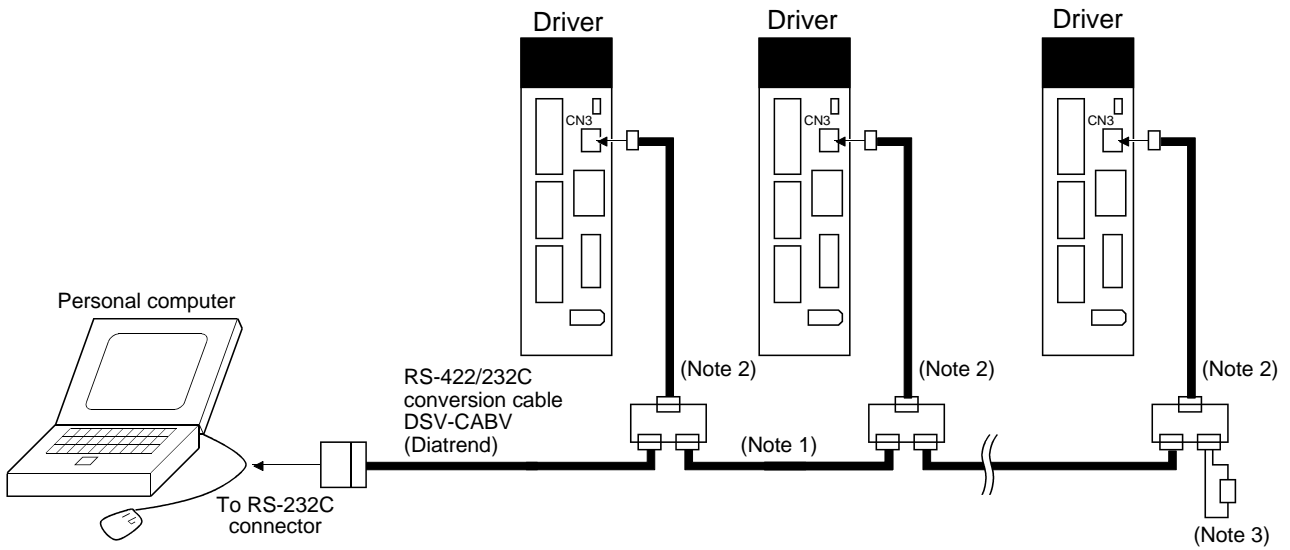 Driver
Driver
Driver
CN3
CN3
CN3
Personal computer
RS-422/232C
conversion cable
DSV-CABV
(Diatrend)
(Note 2)
(Note 2)
(Note 2)
(Note 1)
To RS-232C
connector
(Note 3)